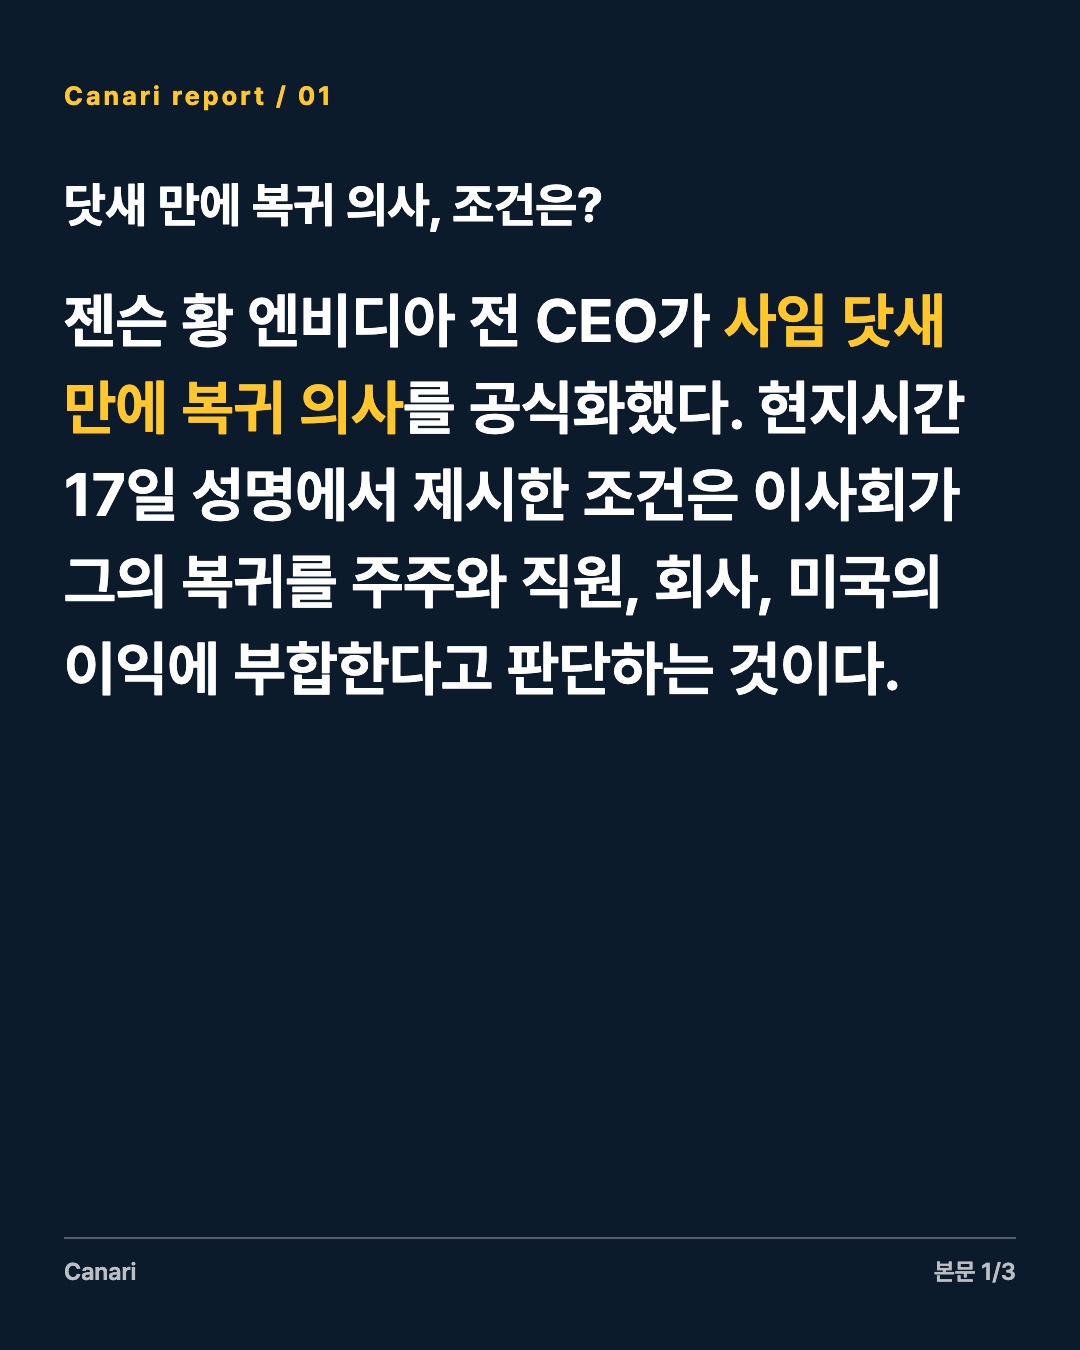 Canari report / 01
닷새 만에 복귀 의사, 조건은?
젠슨 황 엔비디아 전 CEO가 사임 닷새
만에 복귀 의사를 공식화했다. 현지시간
17일 성명에서 제시한 조건은 이사회가
그의 복귀를 주주와 직원, 회사, 미국의
이익에 부합한다고 판단하는 것이다.
Canari
본문 1/3